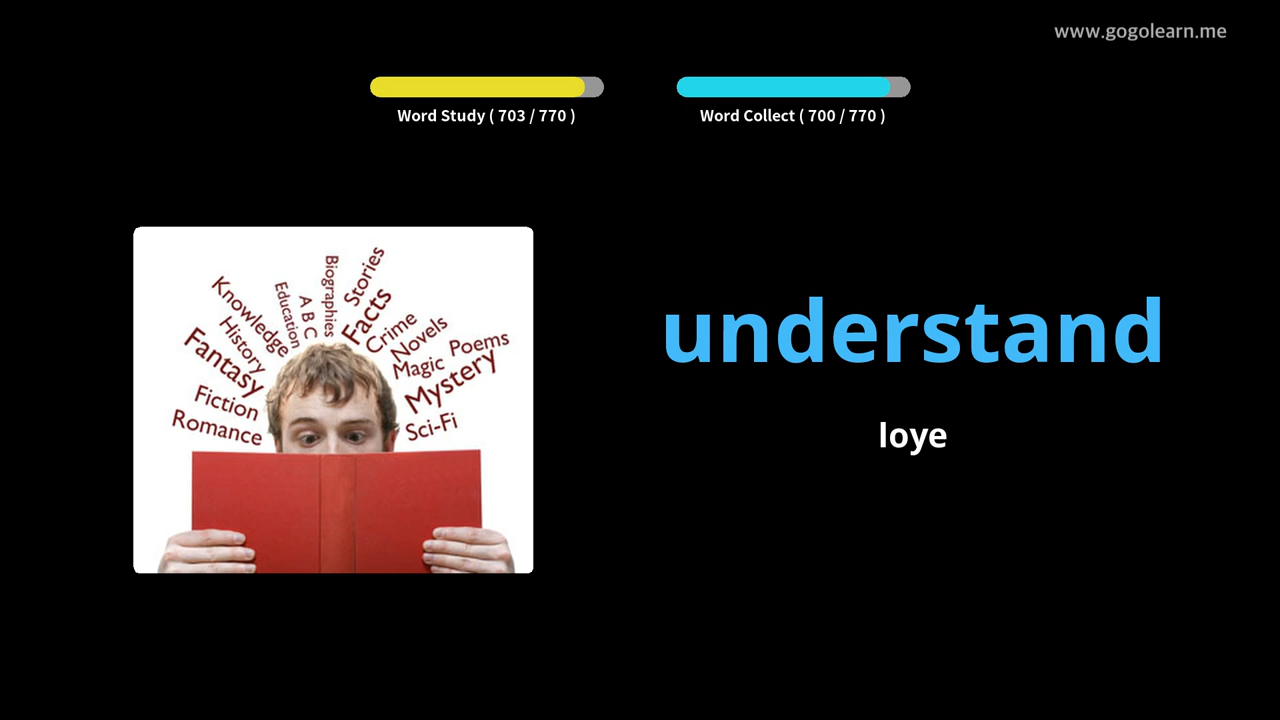 www.gogolearn.me
Word Study ( 703 / 770 )
Word Collect ( 700 / 770 )
understand
loye
Knowledge
History
Fantasy
Fiction
Romance
Education
A B C
Biographies
Stories
Facts
Crime
Novels
Magic
Poems
Mystery
Sci-Fi